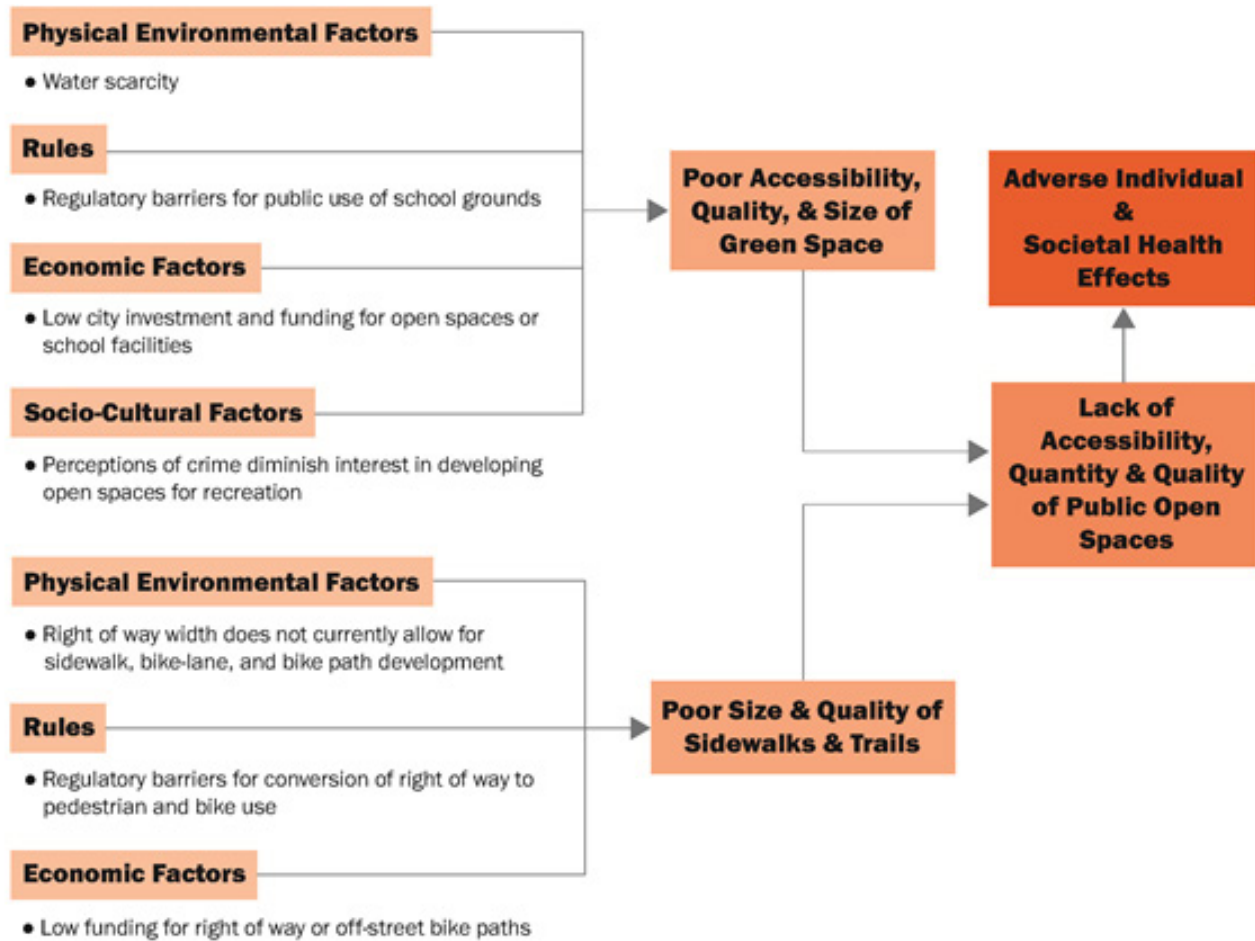 Physical Environmental Factors
● Water scarcity
Rules
● Regulatory barriers for public use of school grounds
Economic Factors
● Low city investment and funding for open spaces or
school facilities
Socio-Cultural Factors
● Perceptions of crime diminish interest in developing
open spaces for recreation
Physical Environmental Factors
● Right of way width does not currently allow for
sidewalk, bike-lane, and bike path development
Rules
● Regulatory barriers for conversion of right of way to
pedestrian and bike use
Economic Factors
● Low funding for right of way or off-street bike paths
Poor Accessibility,
Quality, & Size of
Green Space
Poor Size & Quality of
Sidewalks & Trails
Adverse Individual
&
Societal Health
Effects
Lack of
Accessibility,
Quantity & Quality
of Public Open
Spaces